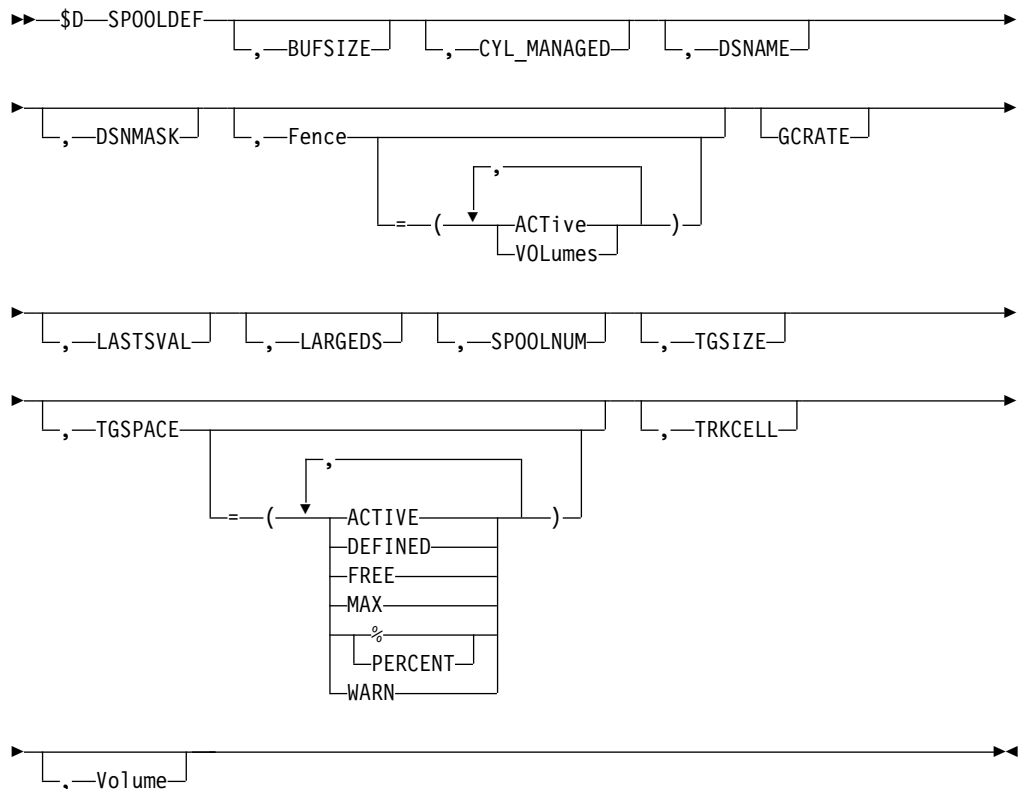 $D SPOOLDEF
, BUFSIZE , CYL_MANAGED , DSNAME
, DSNMASK , Fence GCRATE
,
= ( ACTive )
VOLumes
, LASTSVAL , LARGEDS , SPOOLNUM , TGSIZE
, TGSPACE , TRKCELL
,
= ( ACTIVE )
DEFINED
FREE
MAX
%
PERCENT
WARN
, Volume